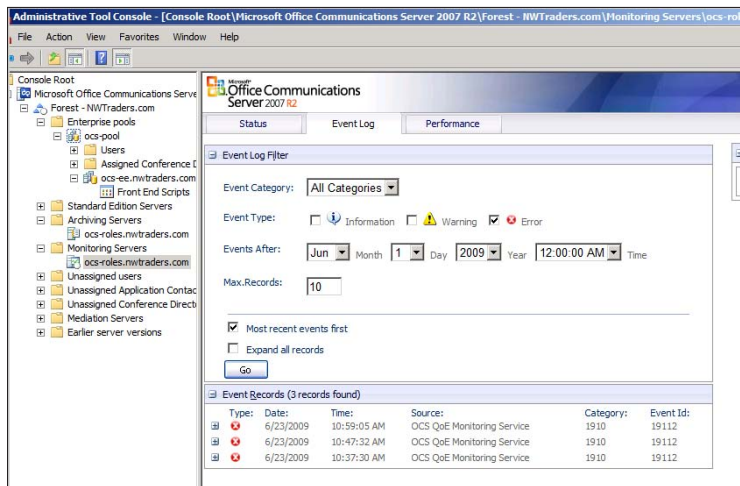 Administrative Tool Console - [Console Root\Microsoft Office Communications Server 2007 R2\Forest - NWTraders.com\Monitoring Servers\ocs-rol
File Action View Favorites Window Help
Console Root
Microsoft Office Communications Serve
Forest - NWTraders.com
Enterprise pools
ocs-pool
Users
Assigned Conference D
ocs-ee.nwtraders.com
Front End Scripts
Standard Edition Servers
Archiving Servers
ocs-roles.nwtraders.com
Monitoring Servers
ocs-roles.nwtraders.com
Unassigned users
Unassigned Application Contac
Unassigned Conference Directo
Mediation Servers
Earlier server versions
Microsoft
Office Communications
Server 2007 R2
Status Event Log Performance
Event Log Filter
Event Category: All Categories
Event Type: Information Warning Error
Events After: Jun Month 1 Day 2009 Year 12:00:00 AM Time
Max.Records: 10
Most recent events first
Expand all records
Go
Event Records (3 records found)
Type: Date: Time: Source: Category: Event Id:
6/23/2009 10:59:05 AM OCS QoE Monitoring Service 1910 19112
6/23/2009 10:47:32 AM OCS QoE Monitoring Service 1910 19112
6/23/2009 10:37:30 AM OCS QoE Monitoring Service 1910 19112